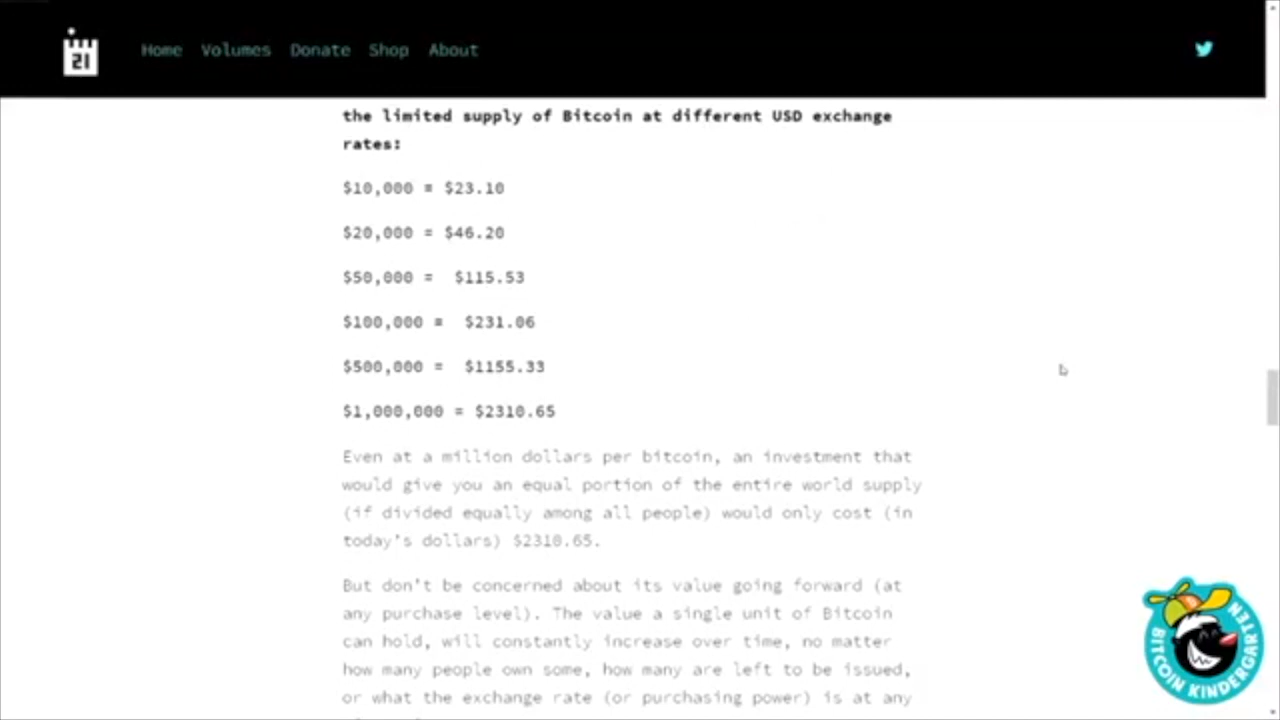 21
Home Volumes Donate Shop About
the limited supply of Bitcoin at different USD exchange
rates:
$10,000 = $23.10
$20,000 = $46.20
$50,000 = $115.53
$100,000 = $231.06
$500,000 = $1155.33
$1,000,000 = $2310.65
Even at a million dollars per bitcoin, an investment that
would give you an equal portion of the entire world supply
(if divided equally among all people) would only cost (in
today's dollars) $2310.65.
But don't be concerned about its value going forward (at
any purchase level). The value a single unit of Bitcoin
can hold, will constantly increase over time, no matter
how many people own some, how many are left to be issued,
or what the exchange rate (or purchasing power) is at any
BITCOIN KINDERGARTEN